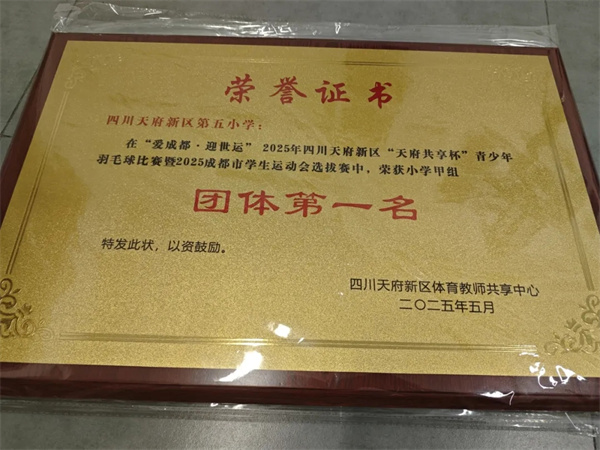 荣誉证书
四川天府新区第五小学：
在“爱成都·迎世运” 2025年四川天府新区“天府共享杯”青少年
羽毛球比赛暨2025成都市学生运动会选拔赛中，荣获小学甲组
团体第一名
特发此状，以资鼓励。
四川天府新区体育教师共享中心
二〇二五年五月